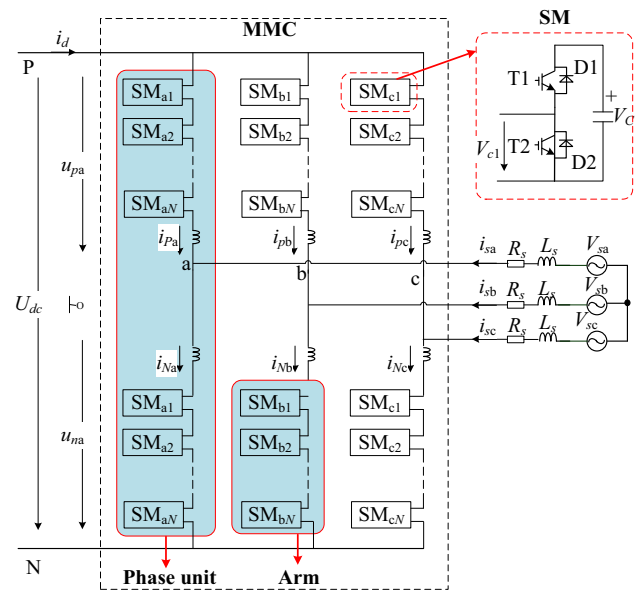 MMC
SM
P
i_d
SM_a1
SM_b1
SM_c1
SM_a2
SM_b2
SM_c2
SM_aN
SM_bN
SM_cN
T1
D1
T2
D2
+
V_C
V_c1
u_pa
i_Pa
i_pb
i_pc
a
b
c
U_dc
o
i_sa
R_s
L_s
V_sa
i_sb
R_s
L_s
V_sb
i_sc
R_s
L_s
V_sc
i_Na
i_Nb
i_Nc
u_na
SM_a1
SM_b1
SM_c1
SM_a2
SM_b2
SM_c2
SM_aN
SM_bN
SM_cN
N
Phase unit
Arm